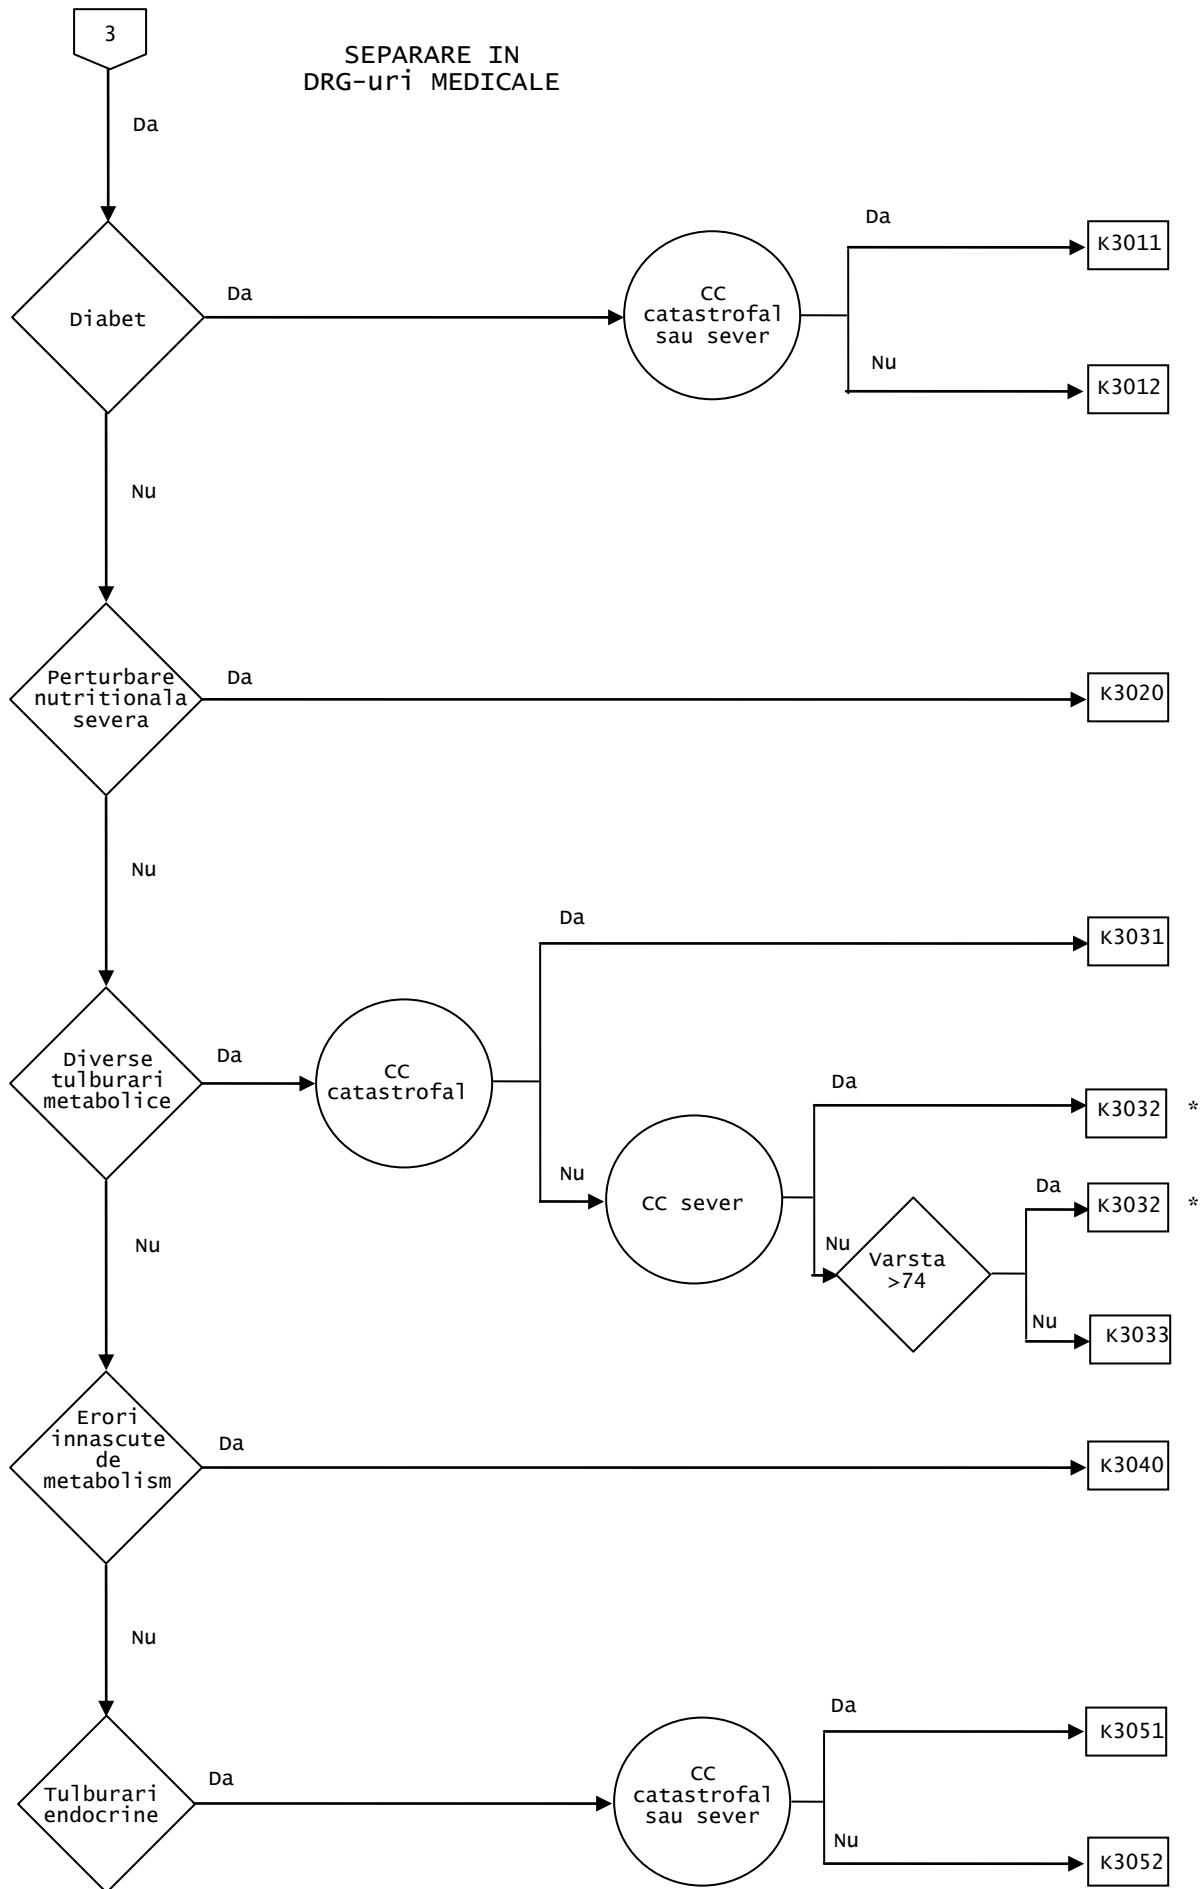 3
SEPARARE IN
DRG-uri MEDICALE
Da
Diabet
Da
CC
catastrofal
sau sever
Da
K3011
Nu
K3012
Nu
Perturbare
nutritionala
severa
Da
K3020
Nu
Diverse
tulburari
metabolice
Da
CC
catastrofal
Da
K3031
Nu
CC sever
Da
K3032 *
Nu
Varsta
>74
Da
K3032 *
Nu
K3033
Nu
Erori
innascute
de
metabolism
Da
K3040
Nu
Tulburari
endocrine
Da
CC
catastrofal
sau sever
Da
K3051
Nu
K3052